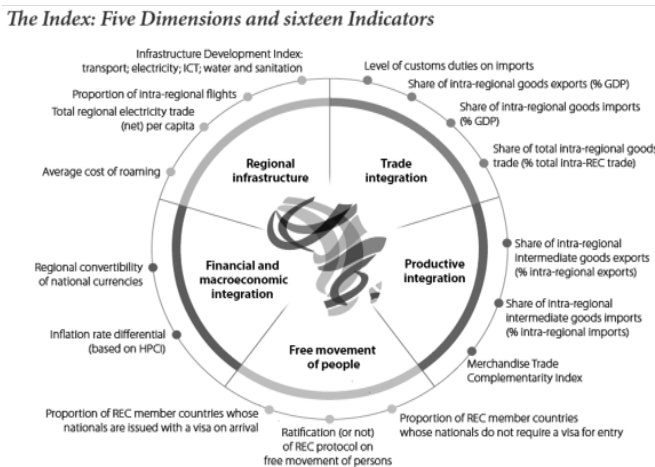 The Index: Five Dimensions and sixteen Indicators
Infrastructure Development Index:
transport; electricity; ICT; water and sanitation
Proportion of intra-regional flights
Total regional electricity trade
(net) per capita
Average cost of roaming
Level of customs duties on imports
Share of intra-regional goods exports (% GDP)
Share of intra-regional goods imports
(% GDP)
Share of total intra-regional goods
trade (% total intra-REC trade)
Regional
infrastructure
Trade
integration
Financial and
macroeconomic
integration
Productive
integration
Free movement
of people
Regional convertibility
of national currencies
Inflation rate differential
(based on HPCI)
Share of intra-regional
intermediate goods exports
(% intra-regional exports)
Share of Intra-regional
intermediate goods imports
(% intra-regional imports)
Merchandise Trade
Complementarity Index
Proportion of REC member countries whose
nationals are issued with a visa on arrival
Ratification (or not)
of REC protocol on
free movement of persons
Proportion of REC member countries
whose nationals do not require a visa for entry